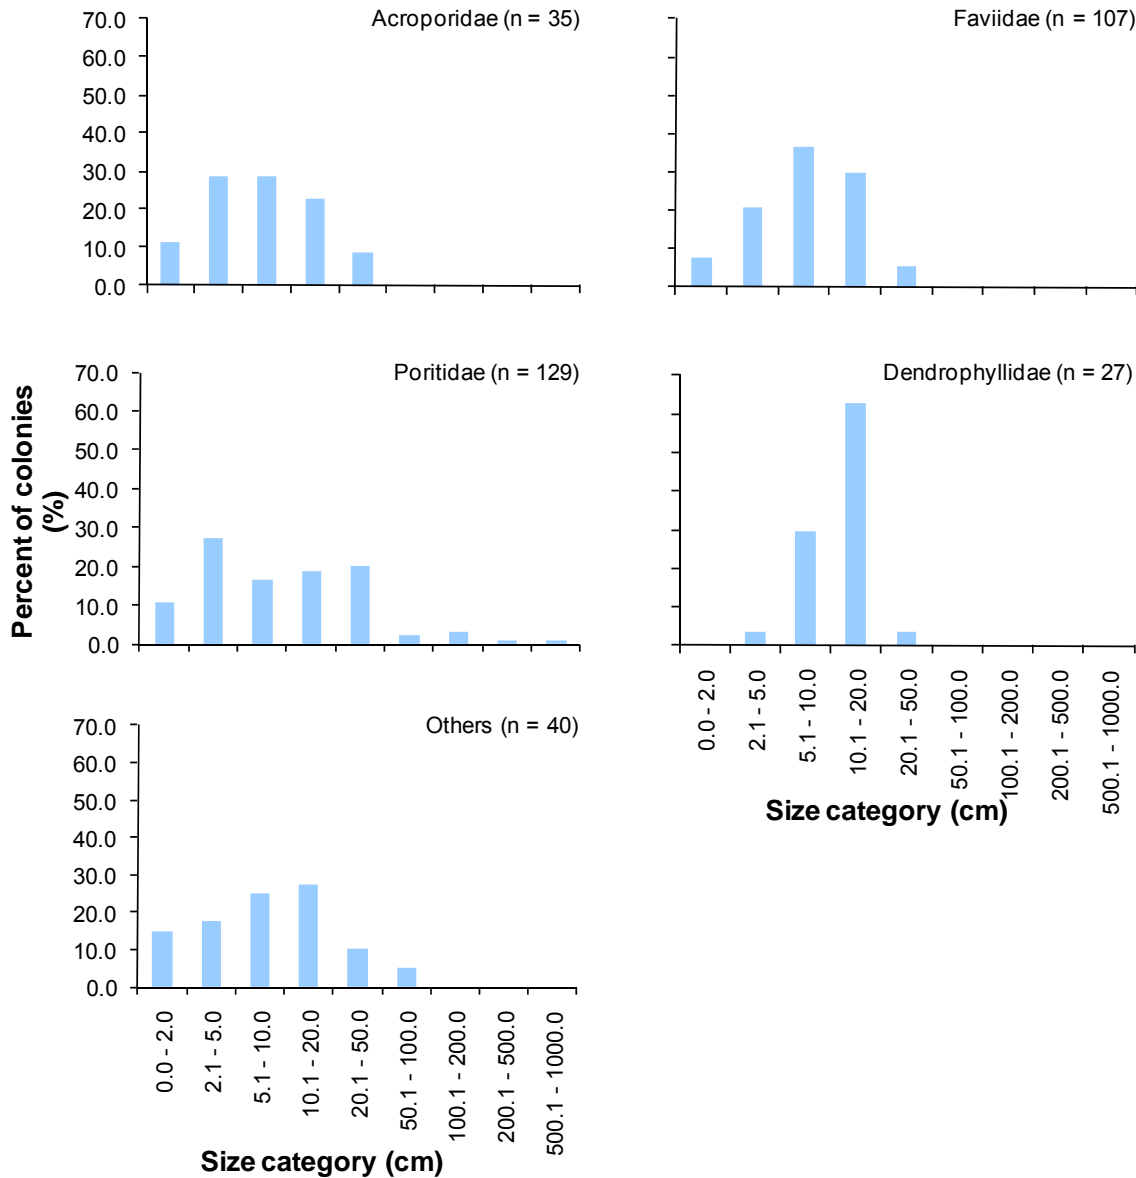 Acroporidae (n = 35)
70.0
60.0
50.0
40.0
30.0
20.0
10.0
0.0
Faviidae (n = 107)
Percent of colonies
(%)
Poritidae (n = 129)
70.0
60.0
50.0
40.0
30.0
20.0
10.0
0.0
Dendrophyllidae (n = 27)
0.0 - 2.0
2.1 - 5.0
5.1 - 10.0
10.1 - 20.0
20.1 - 50.0
50.1 - 100.0
100.1 - 200.0
200.1 - 500.0
500.1 - 1000.0
Size category (cm)
Others (n = 40)
70.0
60.0
50.0
40.0
30.0
20.0
10.0
0.0
0.0 - 2.0
2.1 - 5.0
5.1 - 10.0
10.1 - 20.0
20.1 - 50.0
50.1 - 100.0
100.1 - 200.0
200.1 - 500.0
500.1 - 1000.0
Size category (cm)